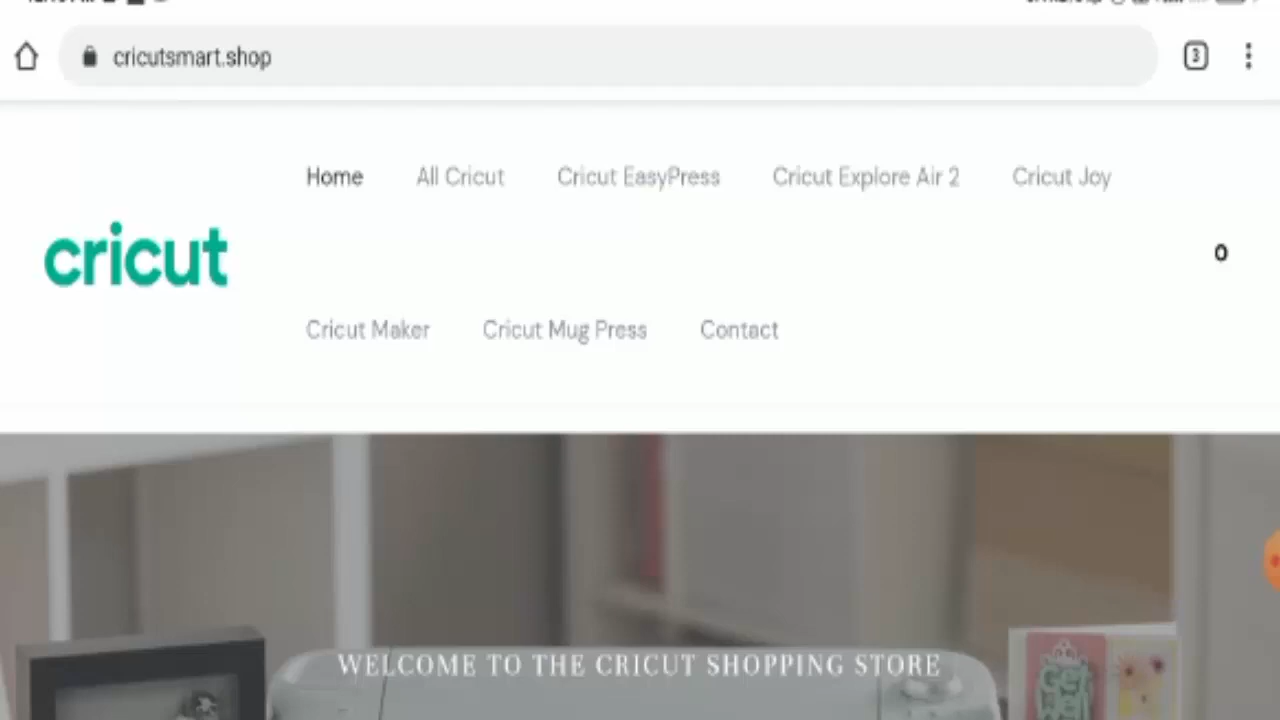 cricutsmart.shop
3
Home All Cricut Cricut EasyPress Cricut Explore Air 2 Cricut Joy
cricut
0
Cricut Maker Cricut Mug Press Contact
WELCOME TO THE CRICUT SHOPPING STORE